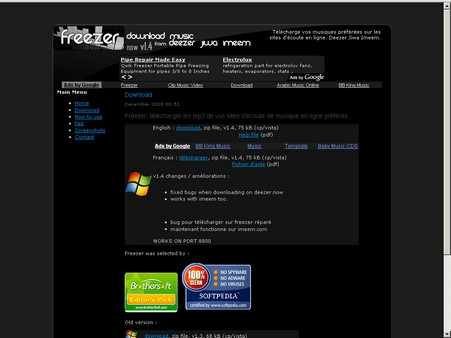 freezer
download music
now v1.4 from deezer jiwa imeem
Télécharge vos musiques préférées sur les
sites d'écoute en ligne. Deezer Jiwa Imeem.
Pipe Repair Made Easy
Qwik Freezer Portable Pipe Freezing
Equipment for pipes 3/8 to 8 Inches
Electrolux
refrigeration part for elektrolux foan,
heaters, evaporators, stats .
Ads by Google
Ads by Google Freezer Music Video Download Arabic Music Online BB King Music
Main Menu
Home
Download
How to use
Faq
Screenshots
Contact
Download
December 2008
Freezer, télécharger les mp3 de vos sites d'écoute de musique en ligne préférés.
English : download, zip file, v1.4, 75 kB (xp/vista)
Help file (pdf)
Ads by Google BB King Music Music Template Baby Music CDS
Français : télécharger, zip file, v1.4, 75 kB (xp/vista)
Fichier d'aide (pdf)
v1.4 changes / améliorations :
fixed bugs when downloading on deezer.now
works with imeem too.
bug pour télécharger sur freezer réparé
maintenant fonctionne sur imeem.com
WORKS ON PORT 8000
Freezer was selected by :
Brothersoft
Editor's Pick
www.Brothersoft.com
100%
CLEAN
NO SPYWARE
NO ADWARE
NO VIRUSES
SOFTPEDIA
certified by www.softpedia.com
Old version :
download, zip file, v1.3, 68 kB (xp/vista)